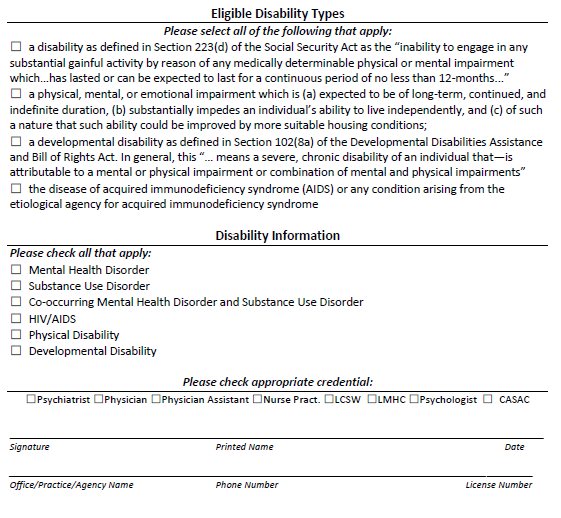 Eligible Disability Types
Please select all of the following that apply:
☐ a disability as defined in Section 223(d) of the Social Security Act as the “inability to engage in any
substantial gainful activity by reason of any medically determinable physical or mental impairment
which...has lasted or can be expected to last for a continuous period of no less than 12-months...”
☐ a physical, mental, or emotional impairment which is (a) expected to be of long-term, continued, and
indefinite duration, (b) substantially impedes an individual’s ability to live independently, and (c) of such
a nature that such ability could be improved by more suitable housing conditions;
☐ a developmental disability as defined in Section 102(8a) of the Developmental Disabilities Assistance
and Bill of Rights Act. In general, this “... means a severe, chronic disability of an individual that—is
attributable to a mental or physical impairment or combination of mental and physical impairments”
☐ the disease of acquired immunodeficiency syndrome (AIDS) or any condition arising from the
etiological agency for acquired immunodeficiency syndrome
Disability Information
Please check all that apply:
☐ Mental Health Disorder
☐ Substance Use Disorder
☐ Co-occurring Mental Health Disorder and Substance Use Disorder
☐ HIV/AIDS
☐ Physical Disability
☐ Developmental Disability
Please check appropriate credential:
☐Psychiatrist ☐Physician ☐Physician Assistant ☐Nurse Pract. ☐LCSW ☐LMHC ☐Psychologist ☐ CASAC
Signature Printed Name Date
Office/Practice/Agency Name Phone Number License Number